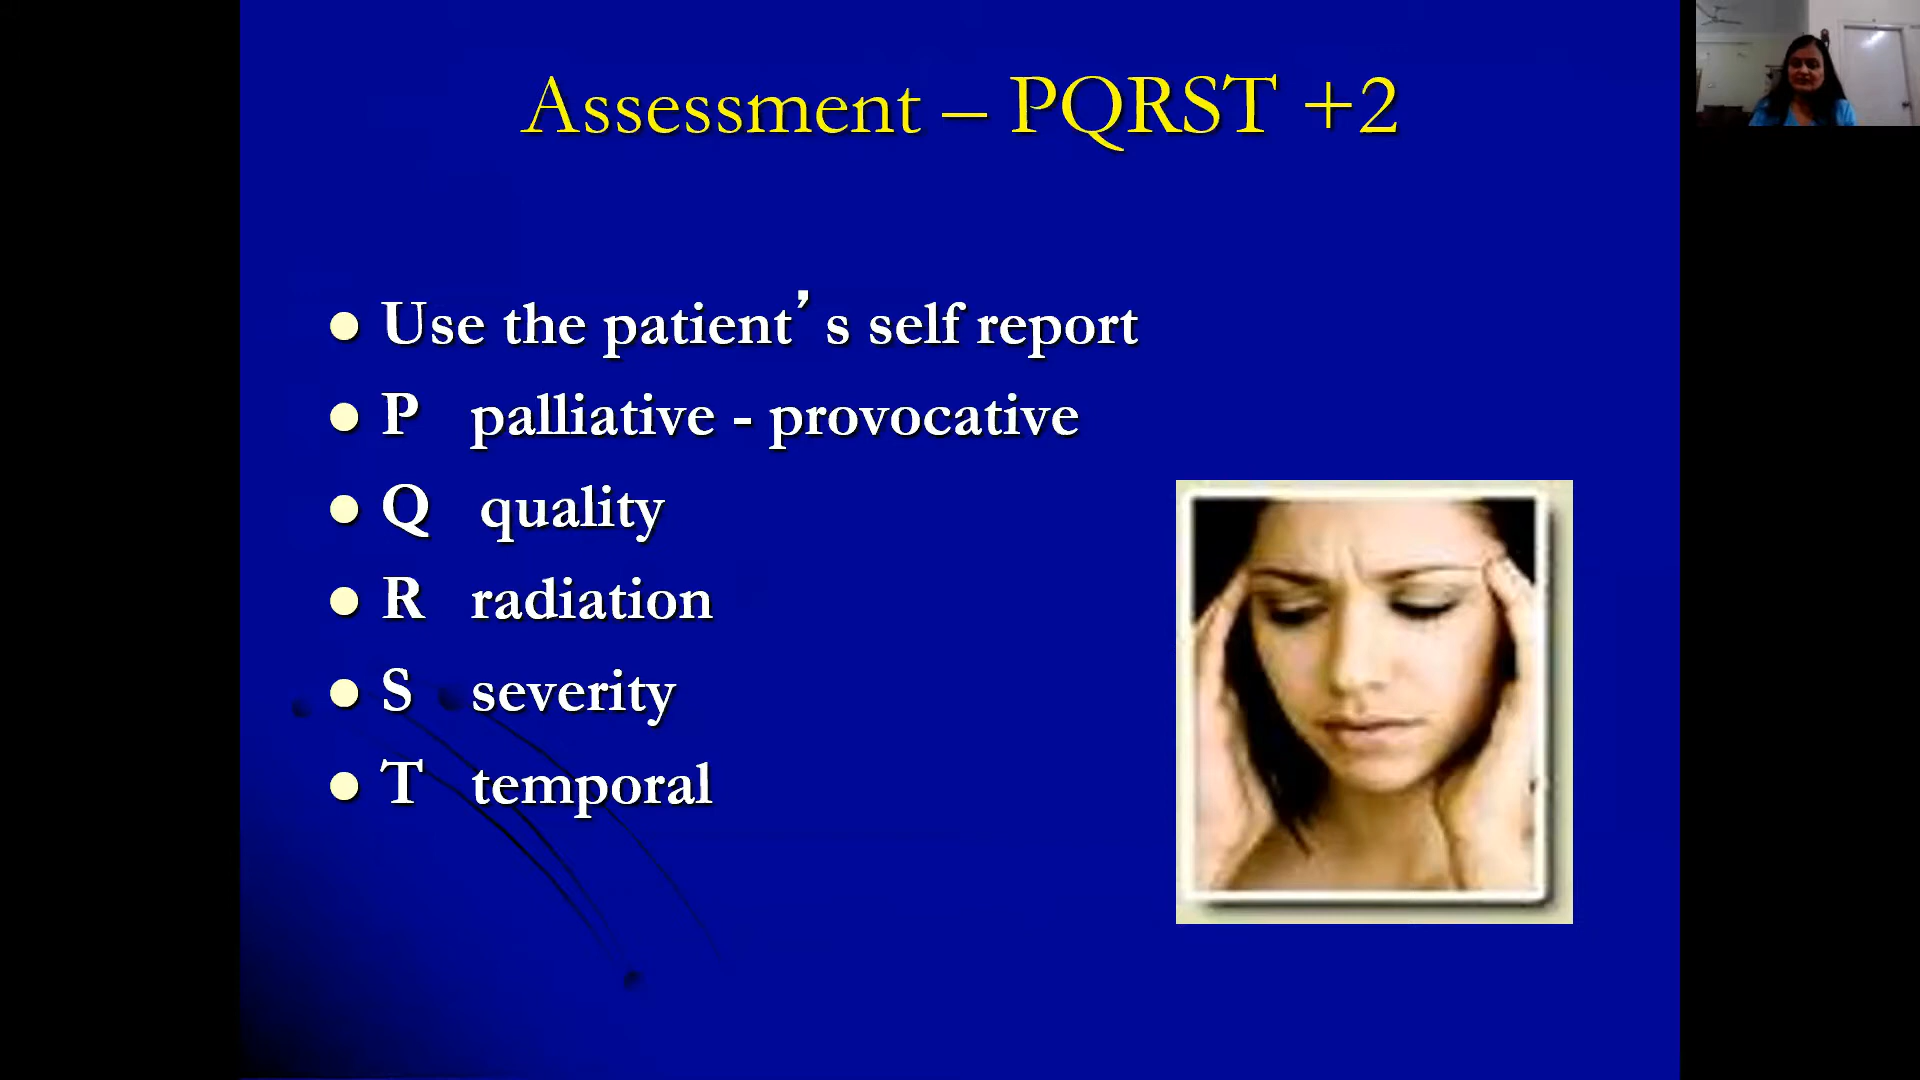 Assessment – PQRST +2
Use the patient’s self report
P palliative - provocative
Q quality
R radiation
S severity
T temporal